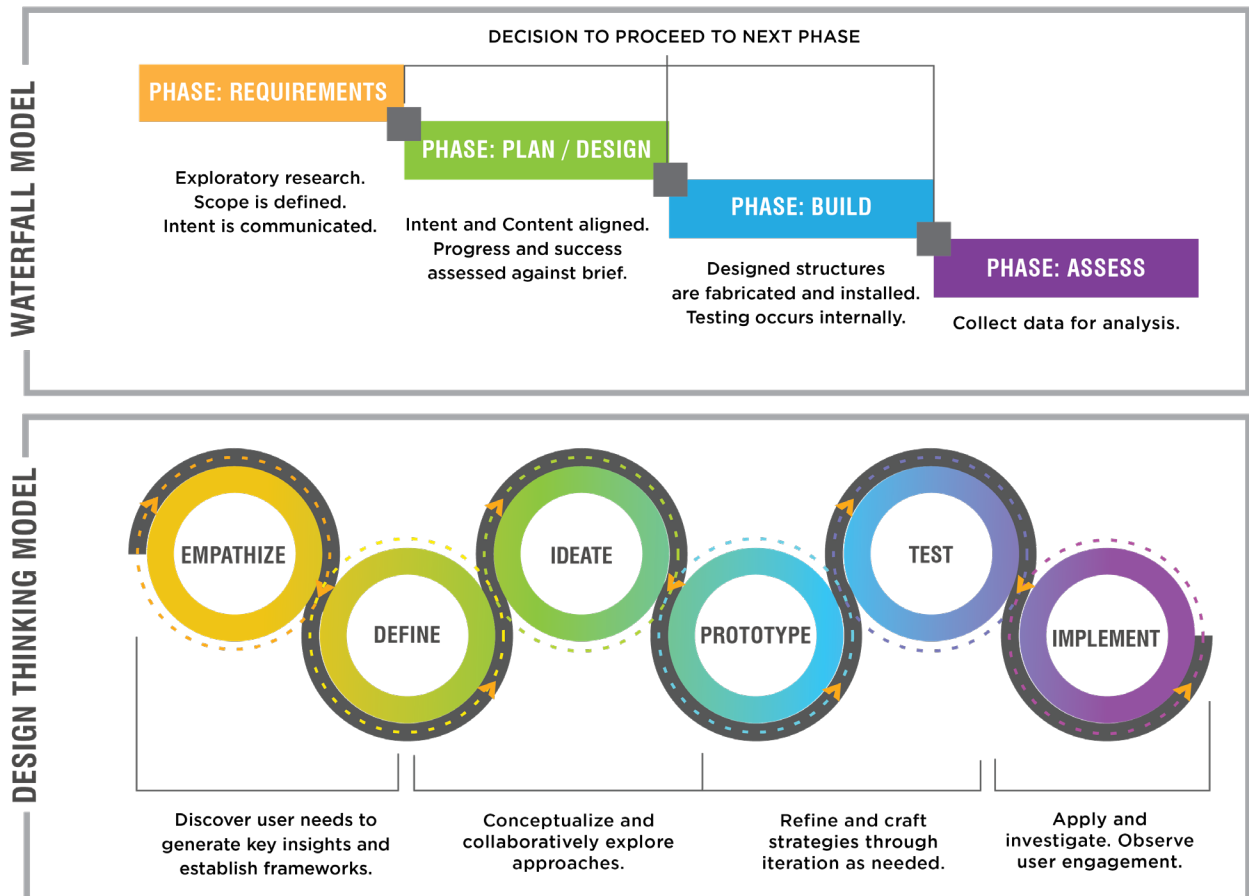 WATERFALL MODEL
DECISION TO PROCEED TO NEXT PHASE
PHASE: REQUIREMENTS
Exploratory research.
Scope is defined.
Intent is communicated.
PHASE: PLAN / DESIGN
Intent and Content aligned.
Progress and success
assessed against brief.
PHASE: BUILD
Designed structures
are fabricated and installed.
Testing occurs internally.
PHASE: ASSESS
Collect data for analysis.
DESIGN THINKING MODEL
EMPATHIZE
DEFINE
IDEATE
PROTOTYPE
TEST
IMPLEMENT
Discover user needs to
generate key insights and
establish frameworks.
Conceptualize and
collaboratively explore
approaches.
Refine and craft
strategies through
iteration as needed.
Apply and
investigate. Observe
user engagement.